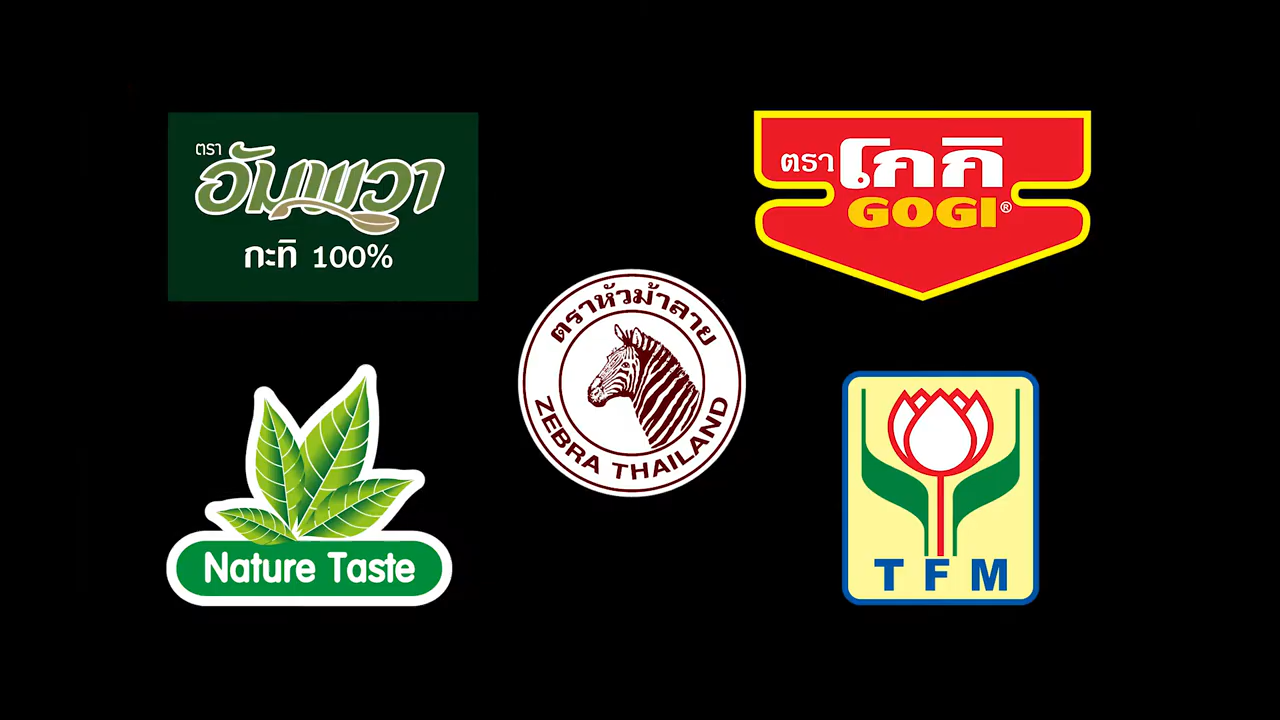 ตรา
อัมพวา
กะทิ 100%
ตรา โกกิ
GOGI®
ตราหัวม้าลาย
ZEBRA THAILAND
Nature Taste
TFM